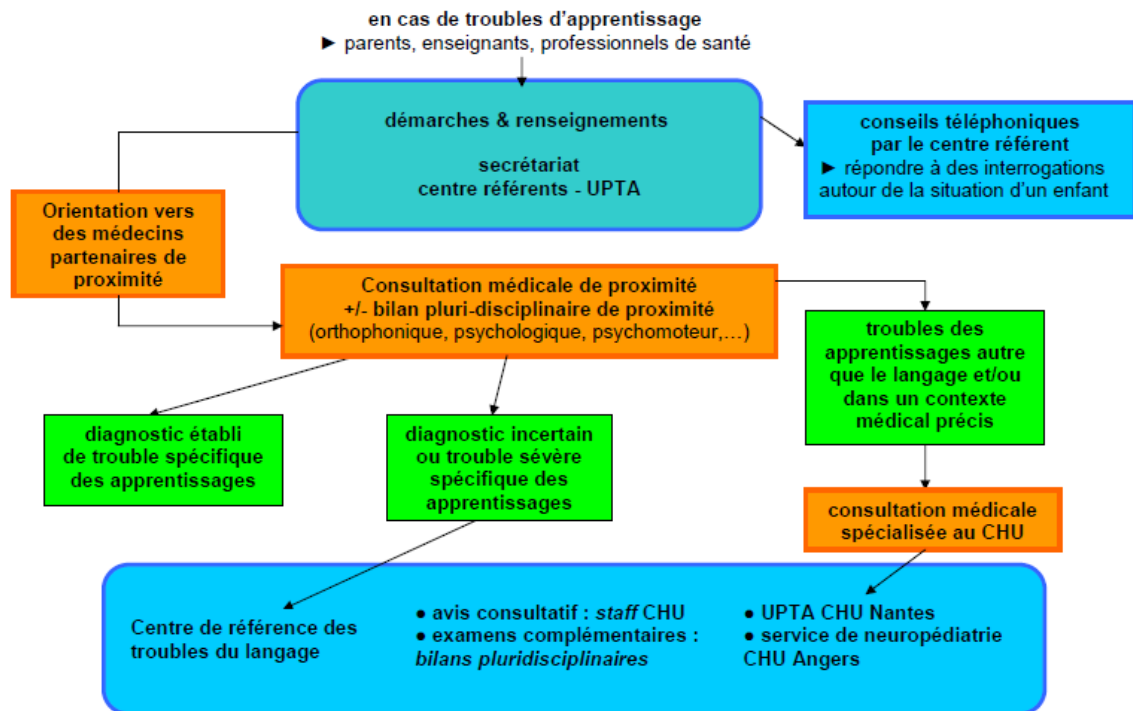 en cas de troubles d'apprentissage
► parents, enseignants, professionnels de santé
démarches & renseignements
secrétariat
centre référents - UPTA
conseils téléphoniques
par le centre référent
► répondre à des interrogations
autour de la situation d'un enfant
Orientation vers
des médecins
partenaires de
proximité
Consultation médicale de proximité
+/- bilan pluri-disciplinaire de proximité
(orthophonique, psychologique, psychomoteur,…)
troubles des
apprentissages autre
que le langage et/ou
dans un contexte
médical précis
diagnostic établi
de trouble spécifique
des apprentissages
diagnostic incertain
ou trouble sévère
spécifique des
apprentissages
consultation médicale
spécialisée au CHU
Centre de référence des
troubles du langage
● avis consultatif : staff CHU
● examens complémentaires :
bilans pluridisciplinaires
● UPTA CHU Nantes
● service de neuropédiatrie
CHU Angers